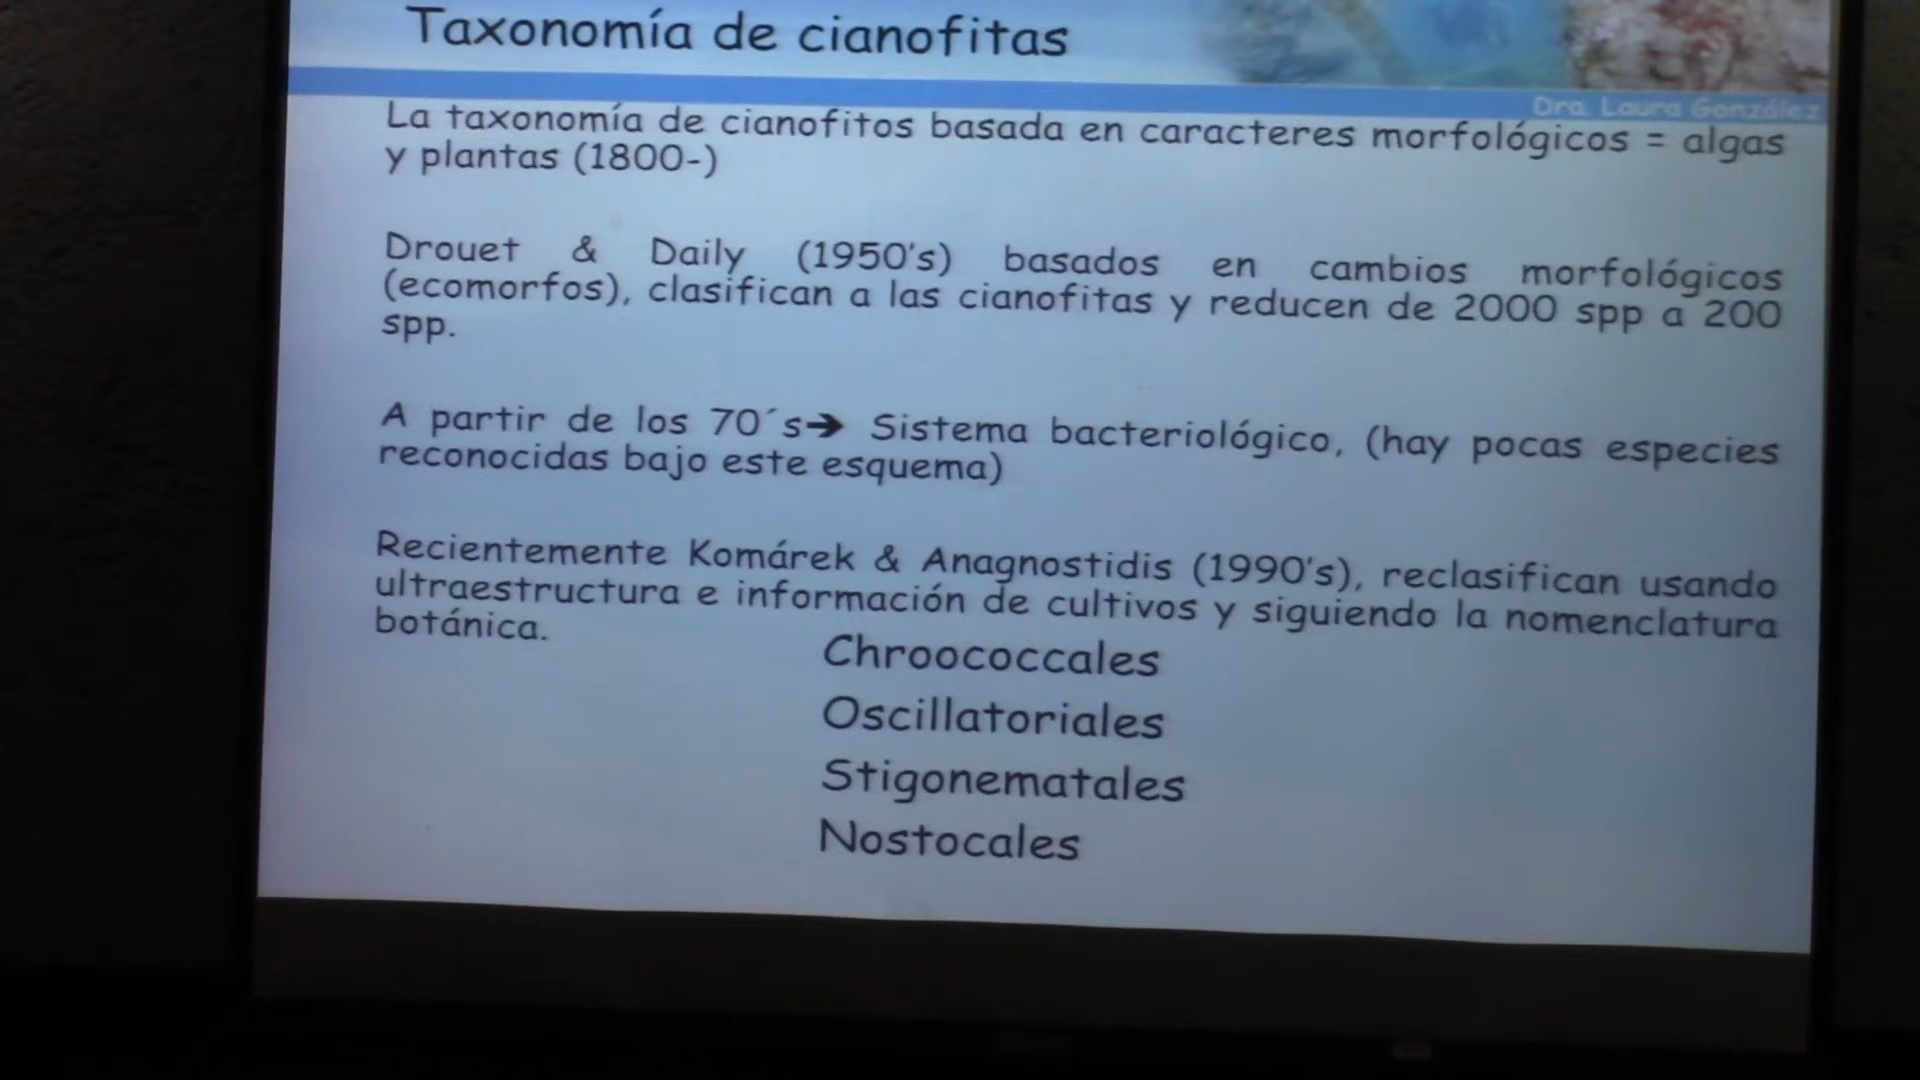 Taxonomía de cianofitas
Dra. Laura González
La taxonomía de cianofitos basada en caracteres morfológicos = algas
y plantas (1800-)
Drouet & Daily (1950's) basados en cambios morfológicos
(ecomorfos), clasifican a las cianofitas y reducen de 2000 spp a 200
spp.
A partir de los 70´s➔ Sistema bacteriológico, (hay pocas especies
reconocidas bajo este esquema)
Recientemente Komárek & Anagnostidis (1990's), reclasifican usando
ultraestructura e información de cultivos y siguiendo la nomenclatura
botánica.
Chroococcales
Oscillatoriales
Stigonematales
Nostocales